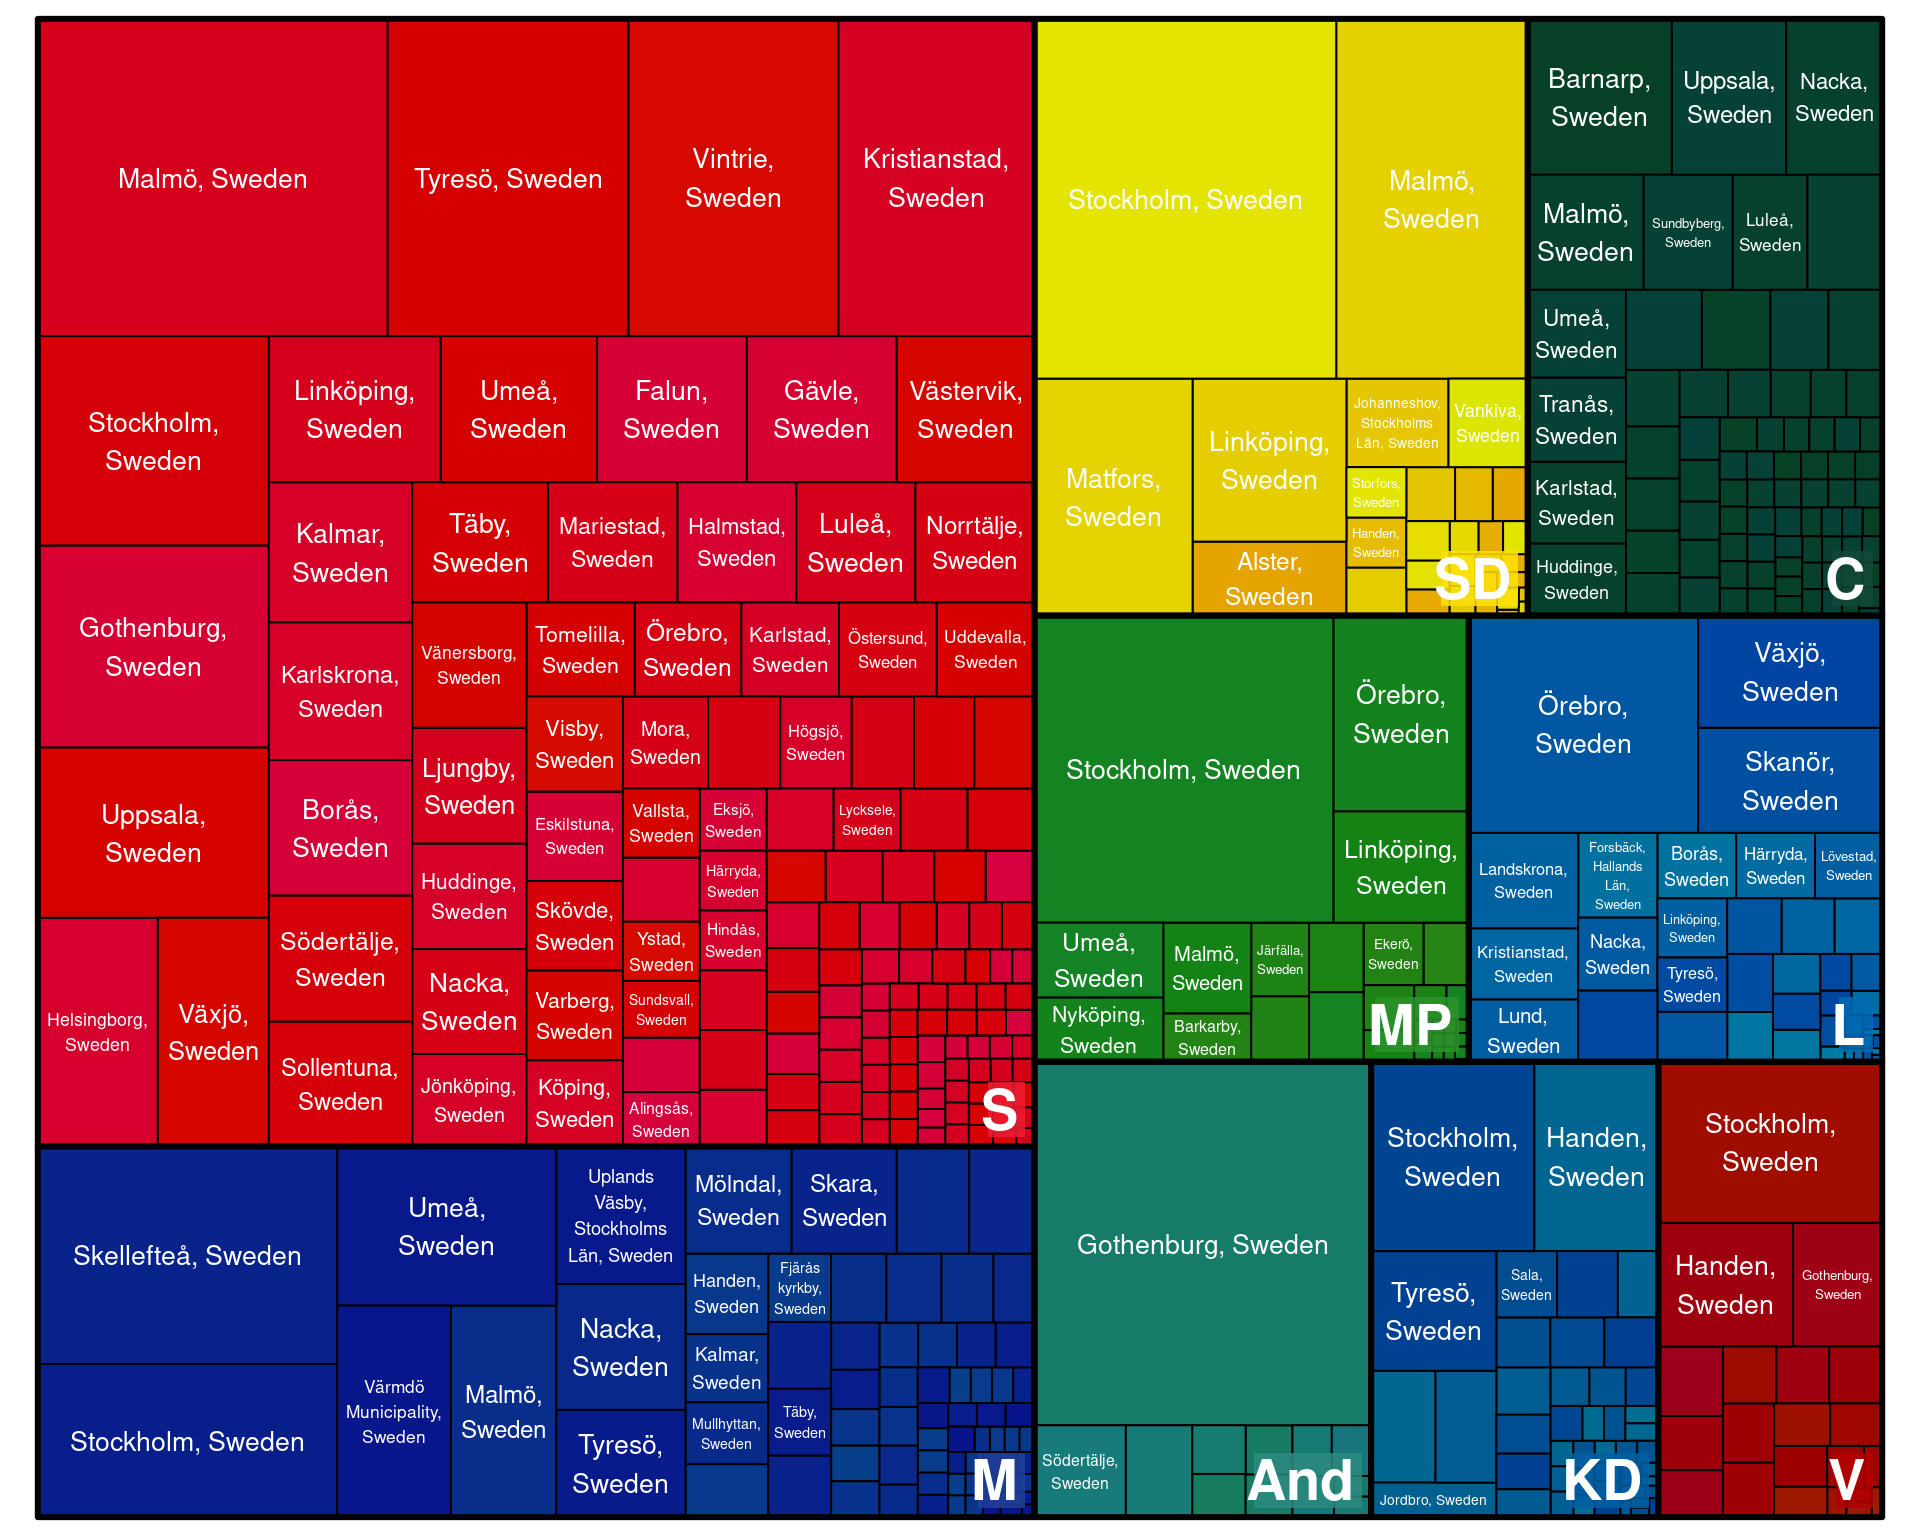 Malmö, Sweden
Tyresö, Sweden
Vintrie,
Sweden
Kristianstad,
Sweden
Stockholm,
Sweden
Linköping,
Sweden
Umeå,
Sweden
Falun,
Sweden
Gävle,
Sweden
Västervik,
Sweden
Gothenburg,
Sweden
Kalmar,
Sweden
Täby,
Sweden
Mariestad,
Sweden
Halmstad,
Sweden
Luleå,
Sweden
Norrtälje,
Sweden
Karlskrona,
Sweden
Vänersborg,
Sweden
Tomelilla,
Sweden
Örebro,
Sweden
Karlstad,
Sweden
Östersund,
Sweden
Uddevalla,
Sweden
Uppsala,
Sweden
Borås,
Sweden
Ljungby,
Sweden
Visby,
Sweden
Mora,
Sweden
Högsjö,
Sweden
Eskilstuna,
Sweden
Vallsta,
Sweden
Eksjö,
Sweden
Lycksele,
Sweden
Huddinge,
Sweden
Härryda,
Sweden
Helsingborg,
Sweden
Växjö,
Sweden
Södertälje,
Sweden
Skövde,
Sweden
Ystad,
Sweden
Hindås,
Sweden
Nacka,
Sweden
Varberg,
Sweden
Sundsvall,
Sweden
Sollentuna,
Sweden
Jönköping,
Sweden
Köping,
Sweden
Alingsås,
Sweden
S
Stockholm, Sweden
Malmö,
Sweden
Matfors,
Sweden
Linköping,
Sweden
Johanneshov,
Stockholms
Län, Sweden
Vankiva,
Sweden
Storfors,
Sweden
Handen,
Sweden
Alster,
Sweden
SD
Barnarp,
Sweden
Uppsala,
Sweden
Nacka,
Sweden
Malmö,
Sweden
Sundbyberg,
Sweden
Luleå,
Sweden
Umeå,
Sweden
Tranås,
Sweden
Karlstad,
Sweden
Huddinge,
Sweden
C
Stockholm, Sweden
Örebro,
Sweden
Linköping,
Sweden
Umeå,
Sweden
Malmö,
Sweden
Järfälla,
Sweden
Ekerö,
Sweden
Nyköping,
Sweden
Barkarby,
Sweden
MP
Örebro,
Sweden
Växjö,
Sweden
Skanör,
Sweden
Landskrona,
Sweden
Forsbäck,
Hallands
Län,
Sweden
Borås,
Sweden
Härryda,
Sweden
Lövestad,
Sweden
Kristianstad,
Sweden
Nacka,
Sweden
Linköping,
Sweden
Tyresö,
Sweden
Lund,
Sweden
L
Skellefteå, Sweden
Stockholm, Sweden
Umeå,
Sweden
Värmdö
Municipality,
Sweden
Malmö,
Sweden
Uplands
Väsby,
Stockholms
Län, Sweden
Nacka,
Sweden
Tyresö,
Sweden
Mölndal,
Sweden
Skara,
Sweden
Handen,
Sweden
Fjärås
kyrkby,
Sweden
Kalmar,
Sweden
Mullhyttan,
Sweden
Täby,
Sweden
M
Gothenburg, Sweden
Södertälje,
Sweden
And
Stockholm,
Sweden
Handen,
Sweden
Tyresö,
Sweden
Sala,
Sweden
Jordbro, Sweden
KD
Stockholm,
Sweden
Handen,
Sweden
Gothenburg,
Sweden
V